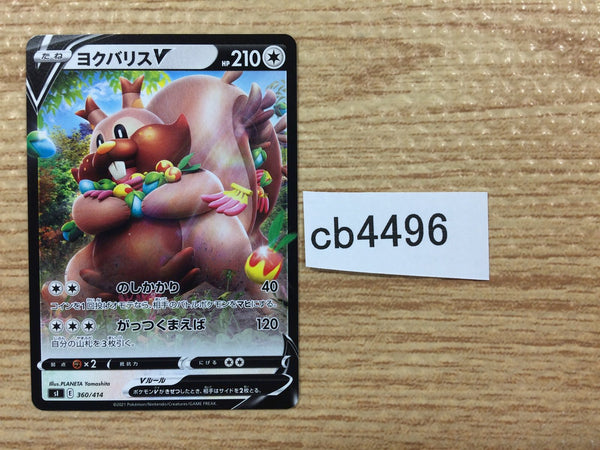 たね ヨクバリスV HP 210
のしかかり 40
コインを1回投げオモテなら、相手のバトルポケモンをマヒにする。
がっつくまえば 120
自分の山札を3枚引く。
弱点 ×2 抵抗力 にげる
Illus. PLANETA Yamashita
Vルール
ポケモンVがきぜつしたとき、相手はサイドを2枚とる。
sI E 360/414
©2021 Pokémon/Nintendo/Creatures/GAME FREAK.
cb4496